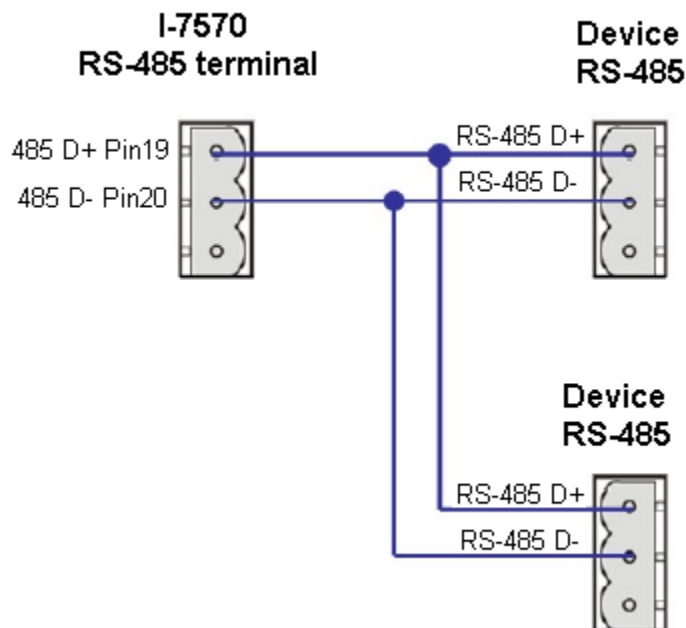 I-7570
RS-485 terminal
Device
RS-485
485 D+ Pin19
485 D- Pin20
RS-485 D+
RS-485 D-
Device
RS-485
RS-485 D+
RS-485 D-